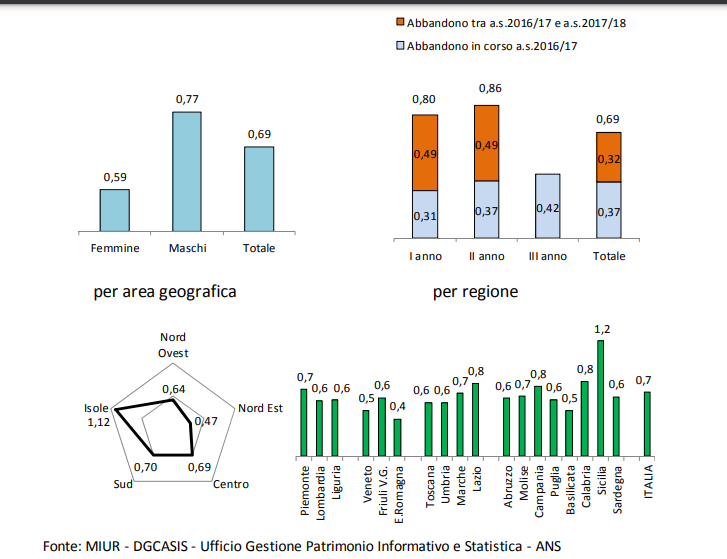 Abbandono tra a.s.2016/17 e a.s.2017/18
Abbandono in corso a.s.2016/17
0,59
0,77
0,69
Femmine Maschi Totale
0,80
0,86
0,69
0,49
0,49
0,32
0,31
0,37
0,42
0,37
I anno II anno III anno Totale
per area geografica
per regione
Nord
Ovest
0,64
Nord Est
0,47
Centro
0,69
Sud
0,70
Isole
1,12
0,7
0,6
0,6
0,5
0,6
0,4
0,6
0,6
0,7
0,8
0,6
0,7
0,8
0,6
0,5
0,8
1,2
0,6
0,7
Piemonte
Lombardia
Liguria
Veneto
Friuli V.G.
E.Romagna
Toscana
Umbria
Marche
Lazio
Abruzzo
Molise
Campania
Puglia
Basilicata
Calabria
Sicilia
Sardegna
ITALIA
Fonte: MIUR - DGCASIS - Ufficio Gestione Patrimonio Informativo e Statistica - ANS